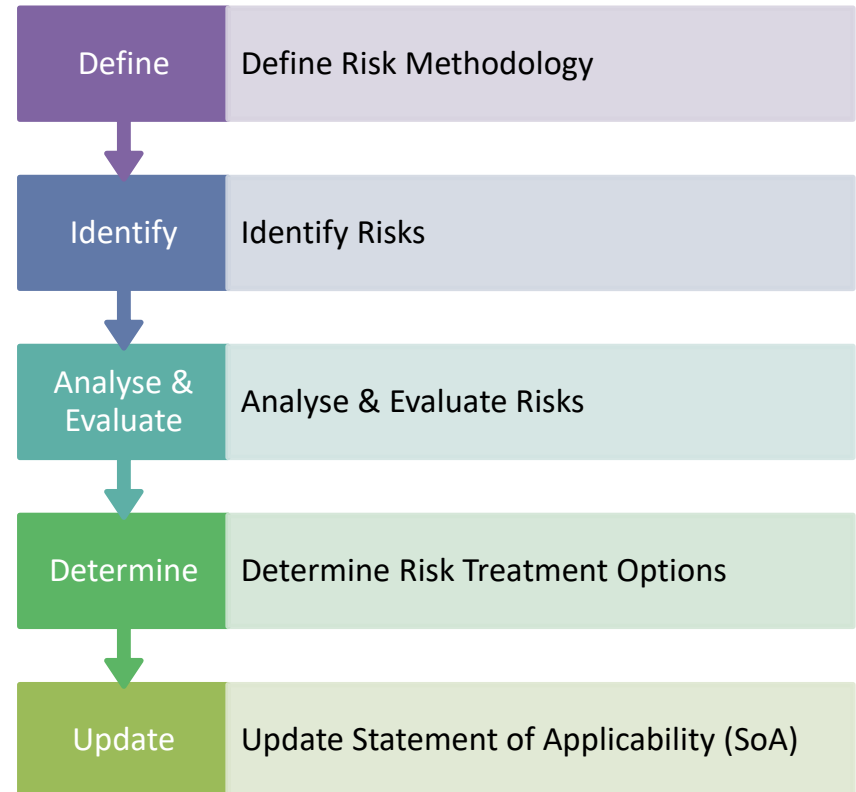 Define
Define Risk Methodology
Identify
Identify Risks
Analyse &
Evaluate
Analyse & Evaluate Risks
Determine
Determine Risk Treatment Options
Update
Update Statement of Applicability (SoA)